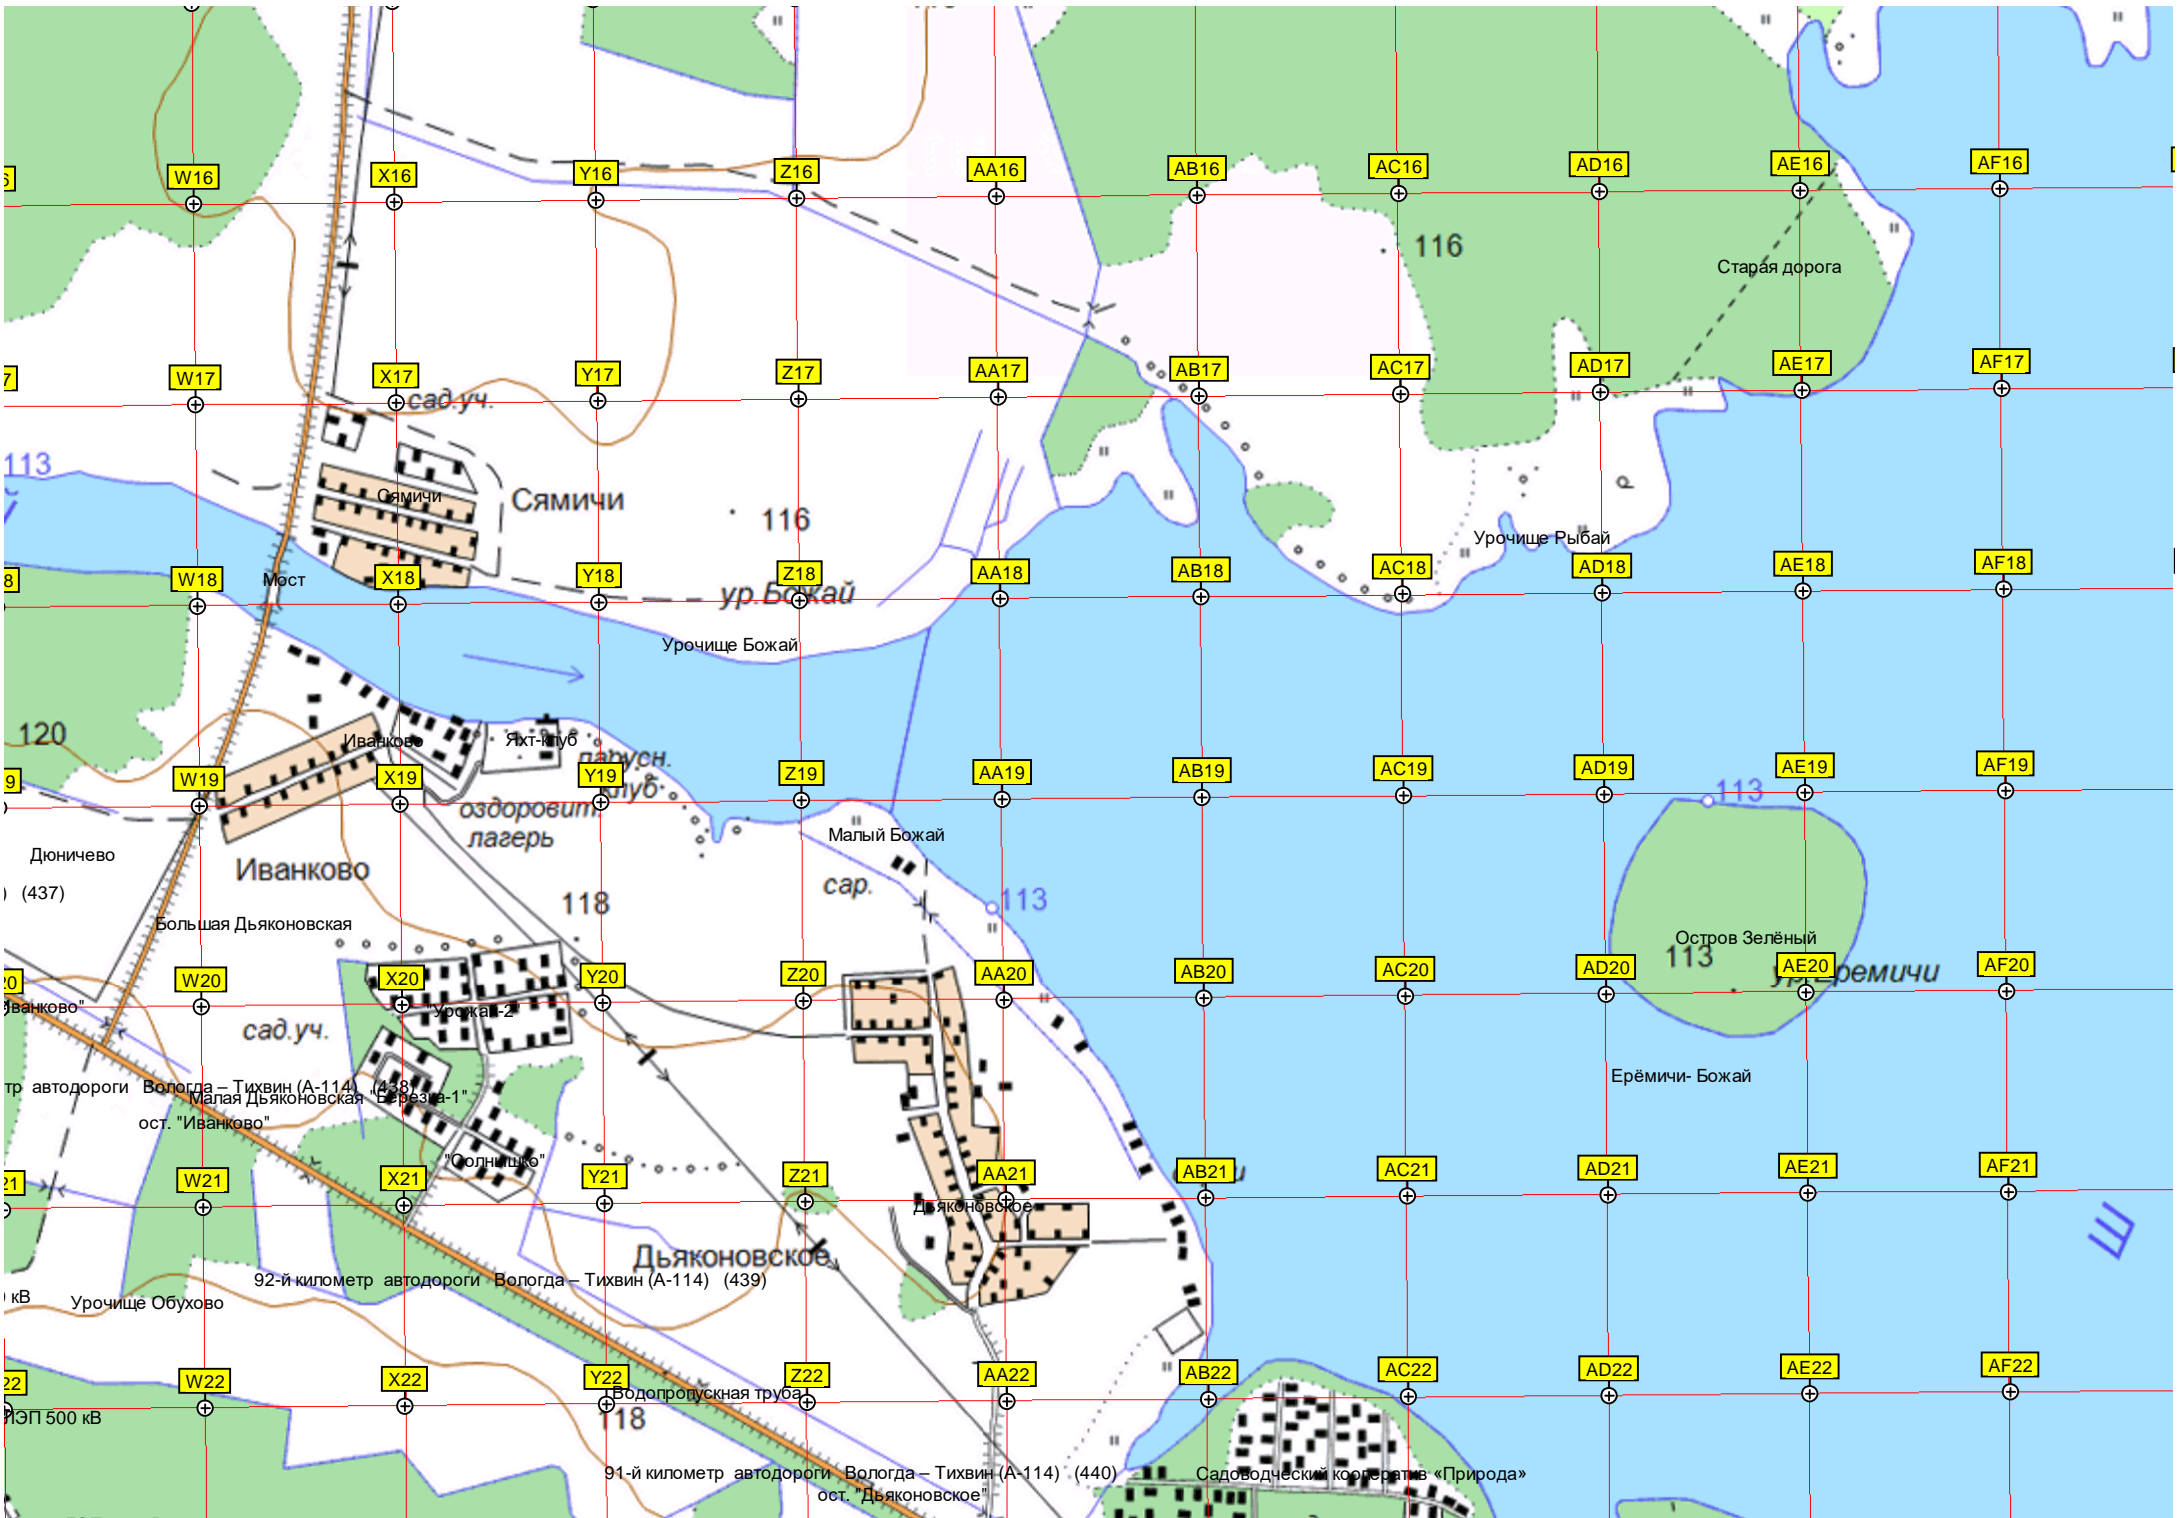 W16 X16 Y16 Z16 AA16 AB16 AC16 AD16 AE16 AF16
116
Старая дорога
W17 X17 Y17 Z17 AA17 AB17 AC17 AD17 AE17 AF17
сад.уч.
113
Сямичи
Сямичи
116
р
Урочище Рыбай
W18 X18 Y18 Z18 AA18 AB18 AC18 AD18 AE18 AF18
Мост
ур.Божай
Урочище Божай
120
Иванково
Яхт-клуб
парусн.
клуб
W19 X19 Y19 Z19 AA19 AB19 AC19 AD19 AE19 AF19
113
оздоровит.
лагерь
Малый Божай
Дюничево
Иванково
сар.
(437)
118
113
Большая Дьяконовская
Остров Зелёный
113
W20 X20 Y20 Z20 AA20 AB20 AC20 AD20 AE20 AF20
ур.Еремичи
"Урожай-2"
сад.уч.
Ерёмичи- Божай
автодороги Вологда – Тихвин (А-114) (438)
Малая Дьяконовская "Берёзка-1"
ост. "Иванково"
"Солнышко"
W21 X21 Y21 Z21 AA21 AB21 AC21 AD21 AE21 AF21
Дьяконовское
Ш
Дьяконовское
92-й километр автодороги Вологда – Тихвин (А-114) (439)
кВ
Урочище Обухово
W22 X22 Y22 Z22 AA22 AB22 AC22 AD22 AE22 AF22
Водопропускная труба
ЛЭП 500 кВ
118
91-й километр автодороги Вологда – Тихвин (А-114) (440)
Садоводческий кооператив «Природа»
ост. "Дьяконовское"